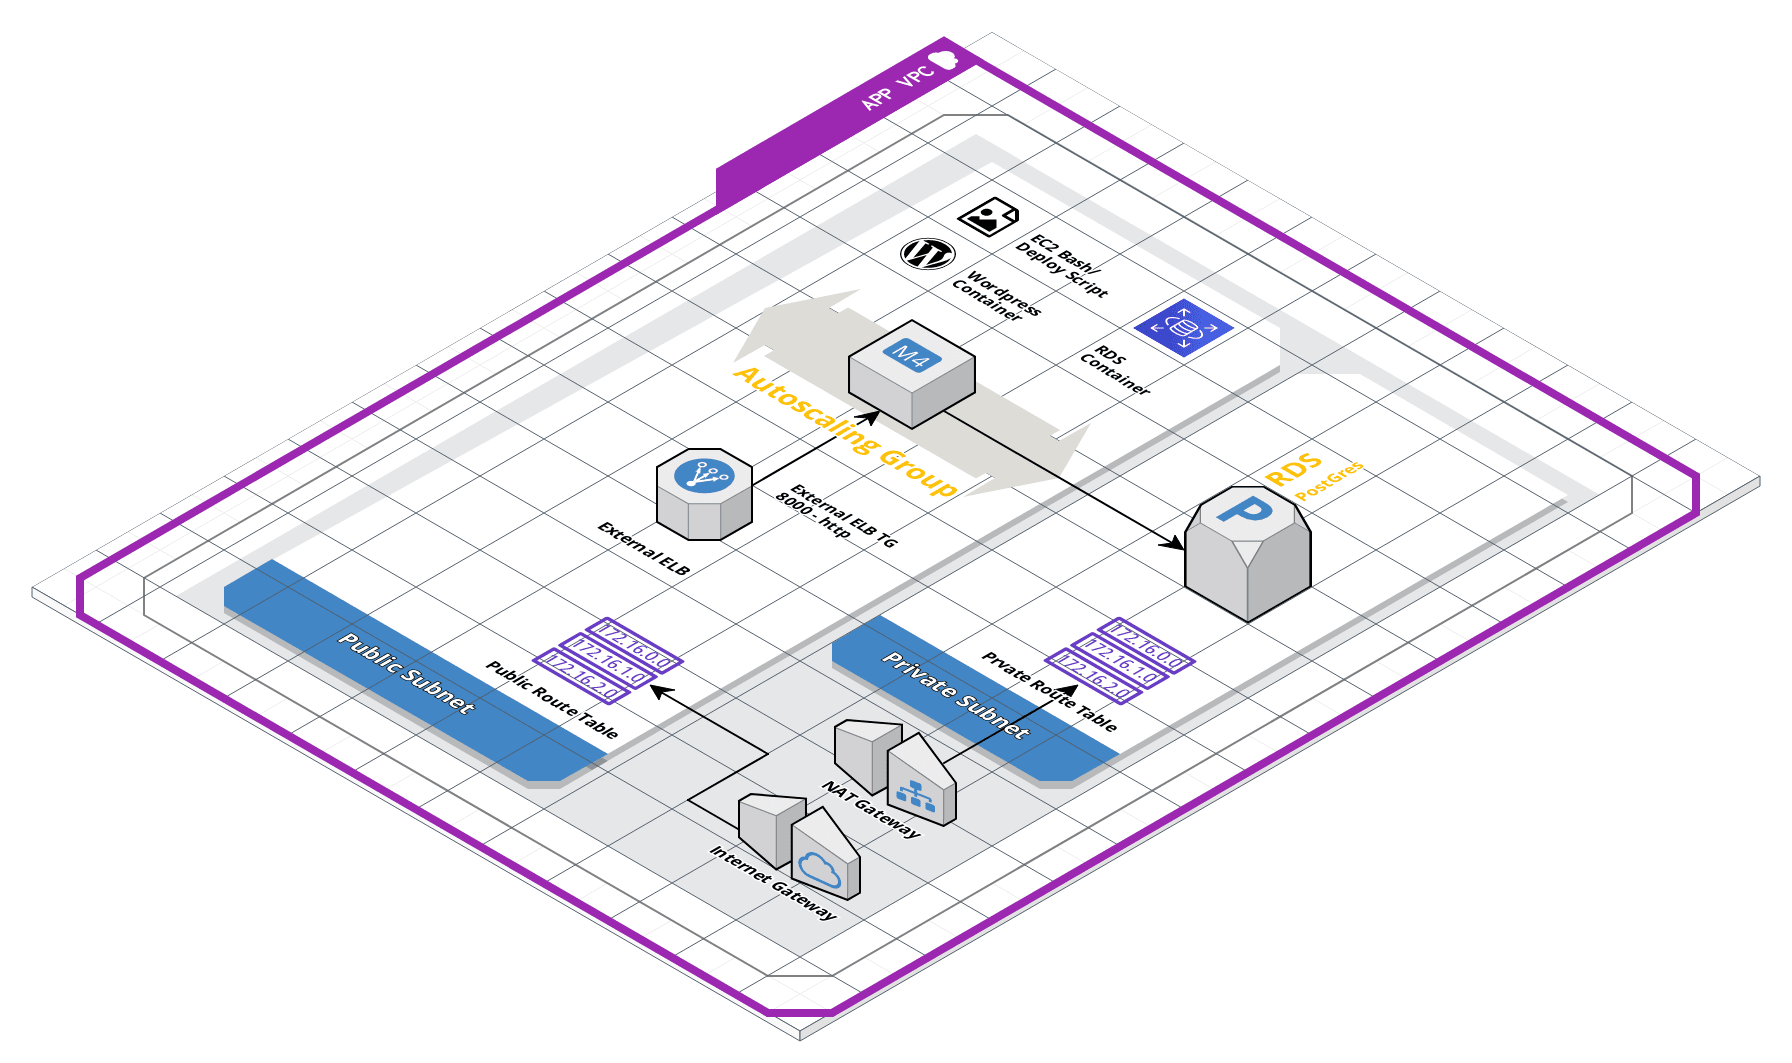 APP VPC
EC2 Bash/
Deploy Script
Wordpress
Container
RDS
Container
M4
Autoscaling Group
External ELB TG
8000 - http
External ELB
RDS
PostGres
P
Public Subnet
172.16.0.0
172.16.1.0
172.16.2.0
Public Route Table
Private Subnet
172.16.0.0
172.16.1.0
172.16.2.0
Prvate Route Table
NAT Gateway
Internet Gateway